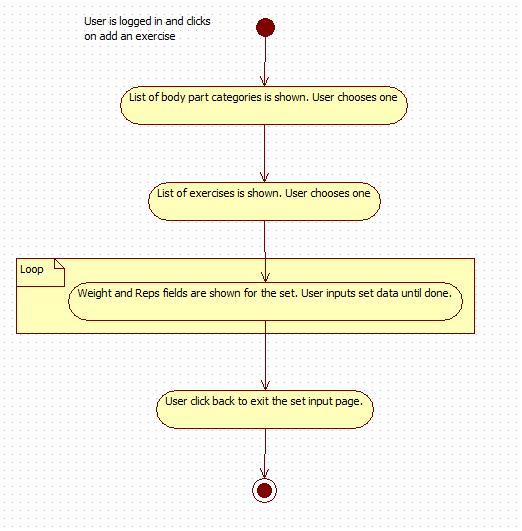 User is logged in and clicks
on add an exercise
List of body part categories is shown. User chooses one
List of exercises is shown. User chooses one
Loop
Weight and Reps fields are shown for the set. User inputs set data until done.
User click back to exit the set input page.